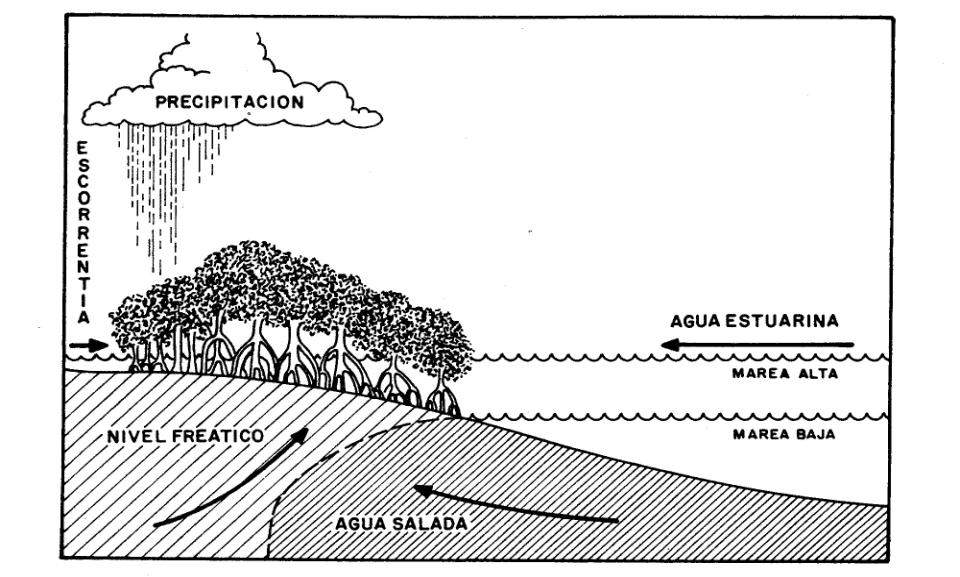 PRECIPITACION
ESCORRENTIA
AGUA ESTUARINA
MAREA ALTA
MAREA BAJA
NIVEL FREATICO
AGUA SALADA